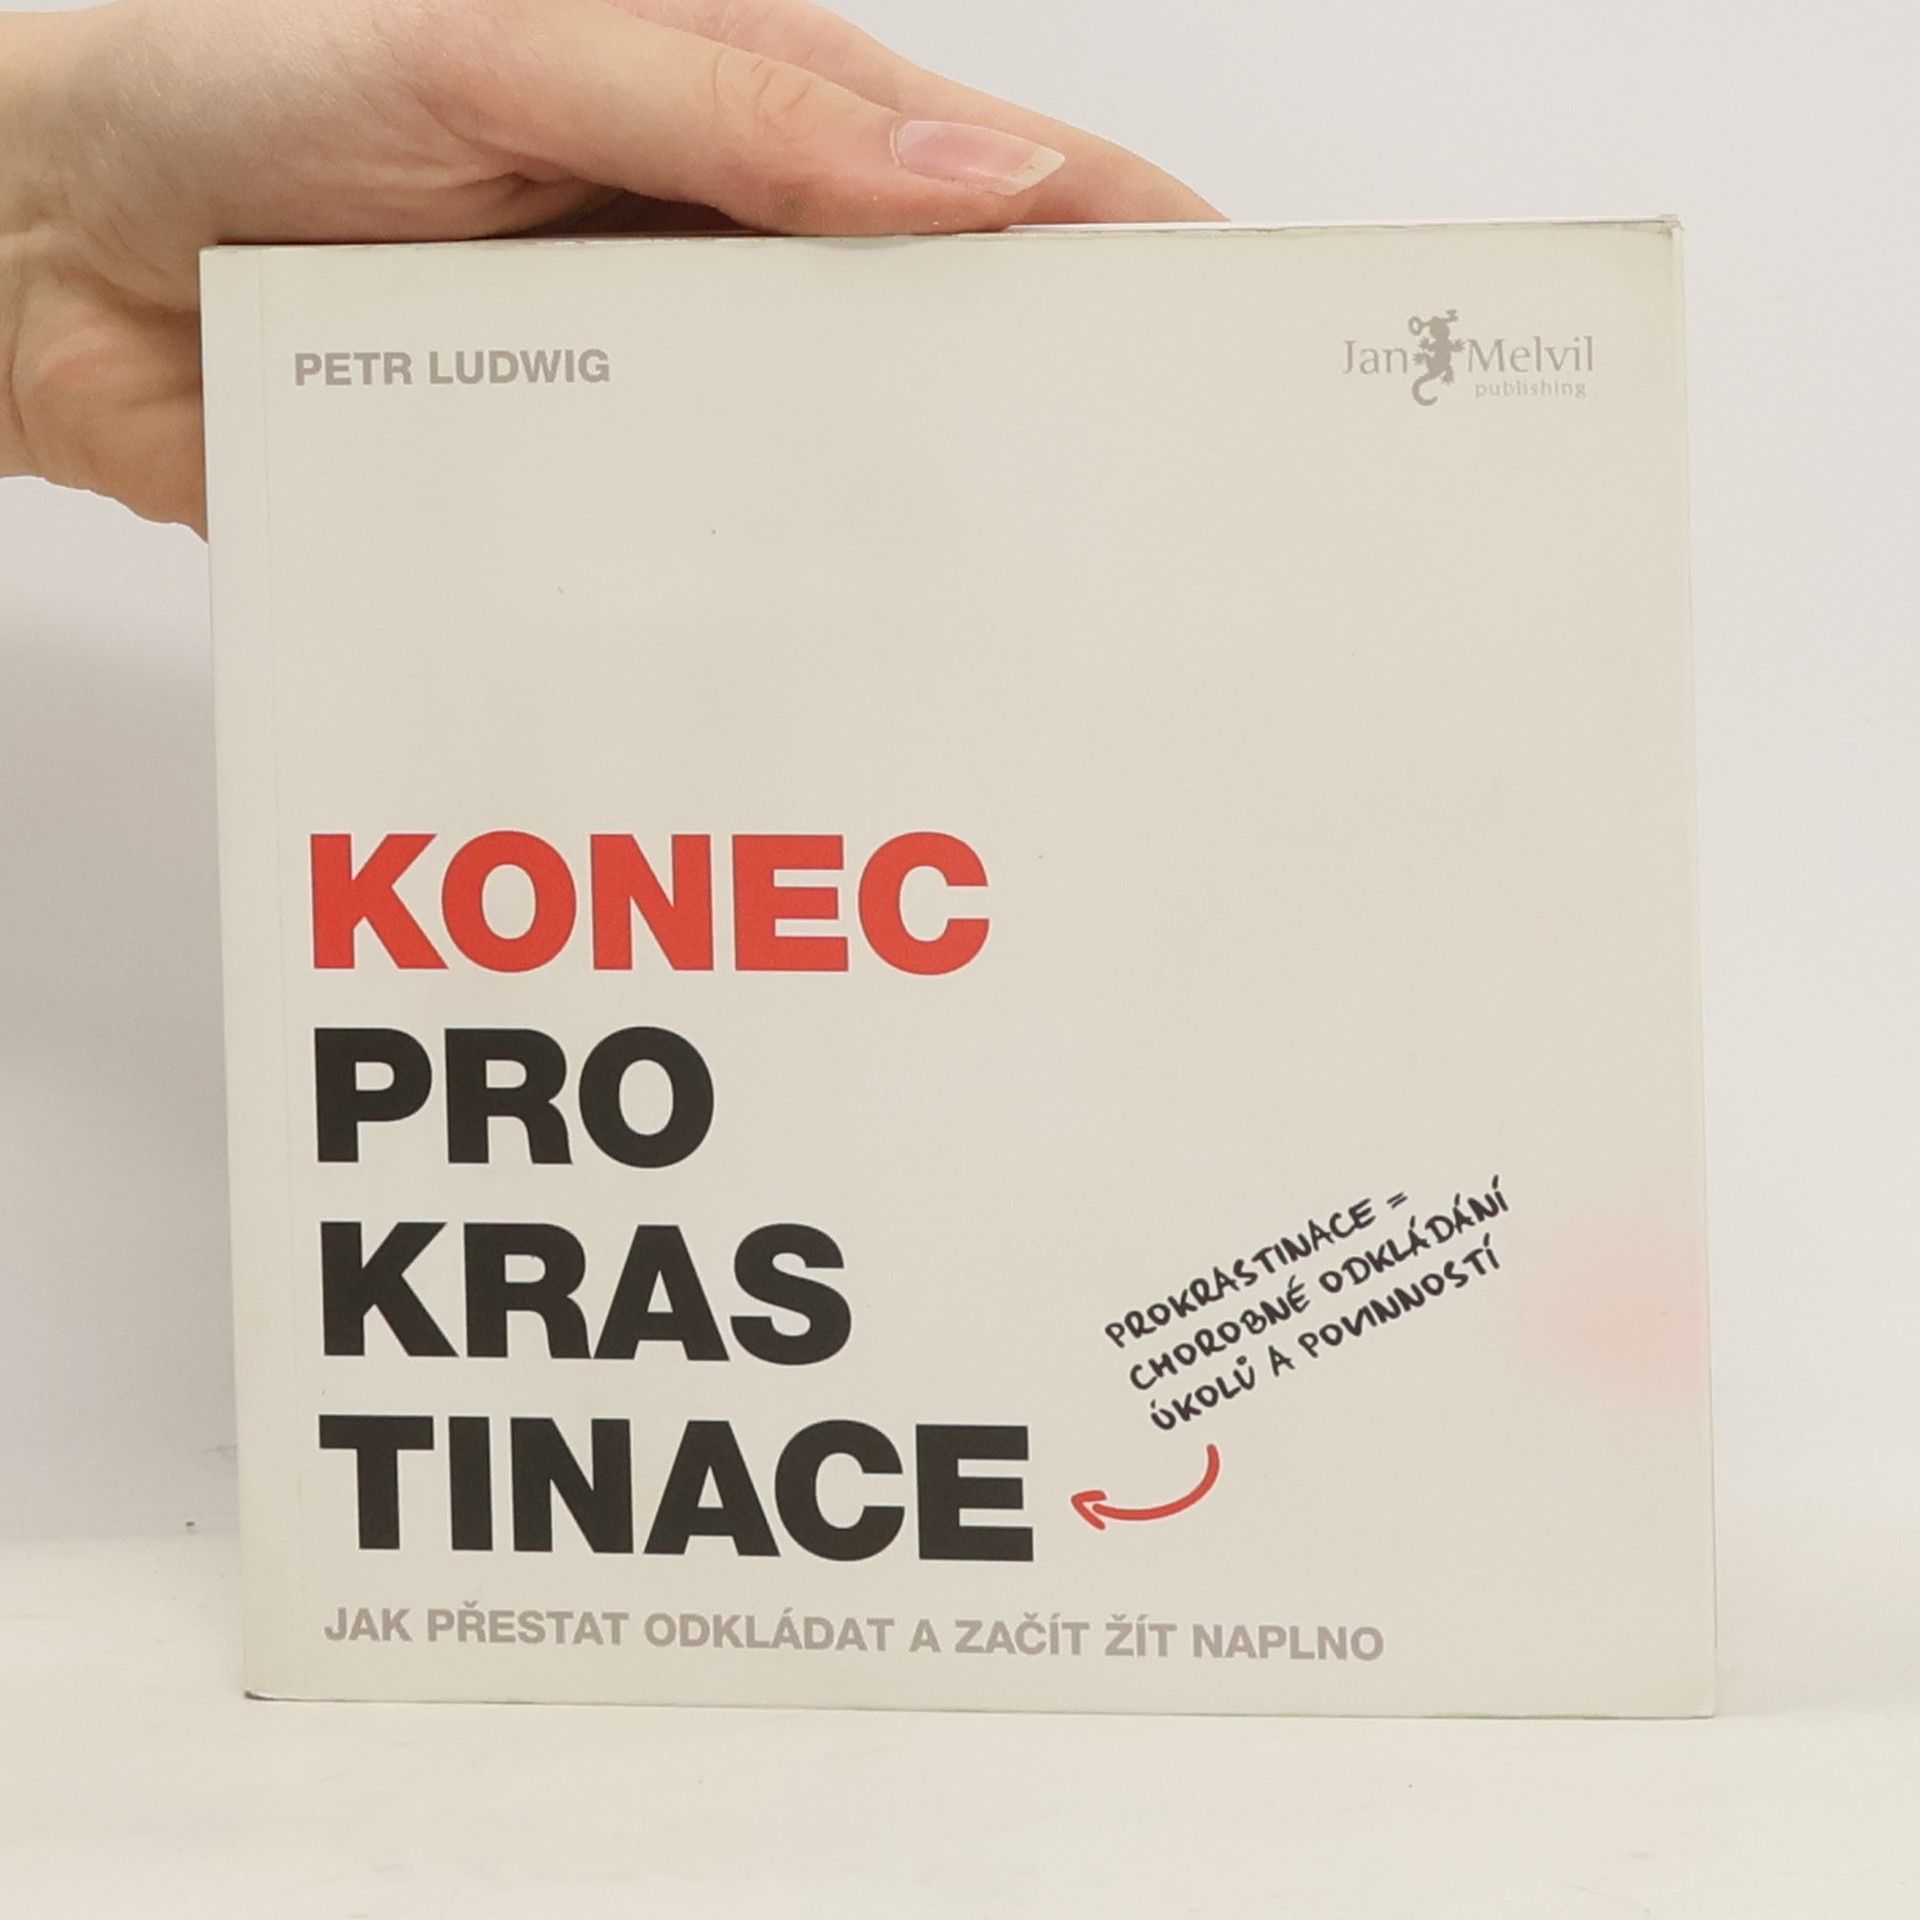 PETR LUDWIG
Jan Melvil
publishing
KONEC
PRO
KRAS
TINACE
PROKRASTINACE =
CHOROBNÉ ODKLÁDÁNÍ
ÚKOLŮ A POVINNOSTÍ
JAK PŘESTAT ODKLÁDAT A ZAČÍT ŽÍT NAPLNO